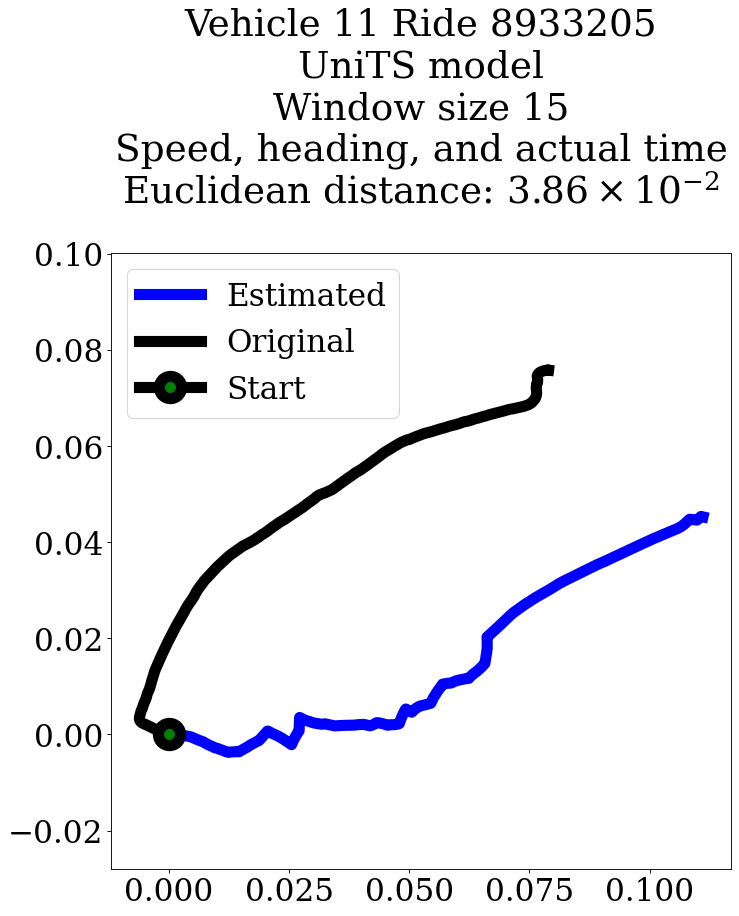 Vehicle 11 Ride 8933205
UniTS model
Window size 15
Speed, heading, and actual time
Euclidean distance: 3.86 × 10⁻²
0.10
0.08
0.06
0.04
0.02
0.00
−0.02
Estimated
Original
Start
0.000 0.025 0.050 0.075 0.100